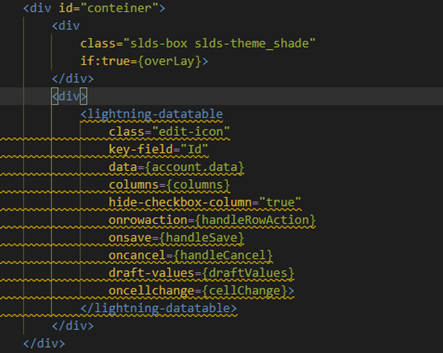 <div id="conteiner">
<div
class="slds-box slds-theme_shade"
if:true={overLay}>
</div>
<div>
<lightning-datatable
class="edit-icon"
key-field="Id"
data={account.data}
columns={columns}
hide-checkbox-column="true"
onrowaction={handleRowAction}
onsave={handleSave}
oncancel={handleCancel}
draft-values={draftValues}
oncellchange={cellChange}>
</lightning-datatable>
</div>
</div>